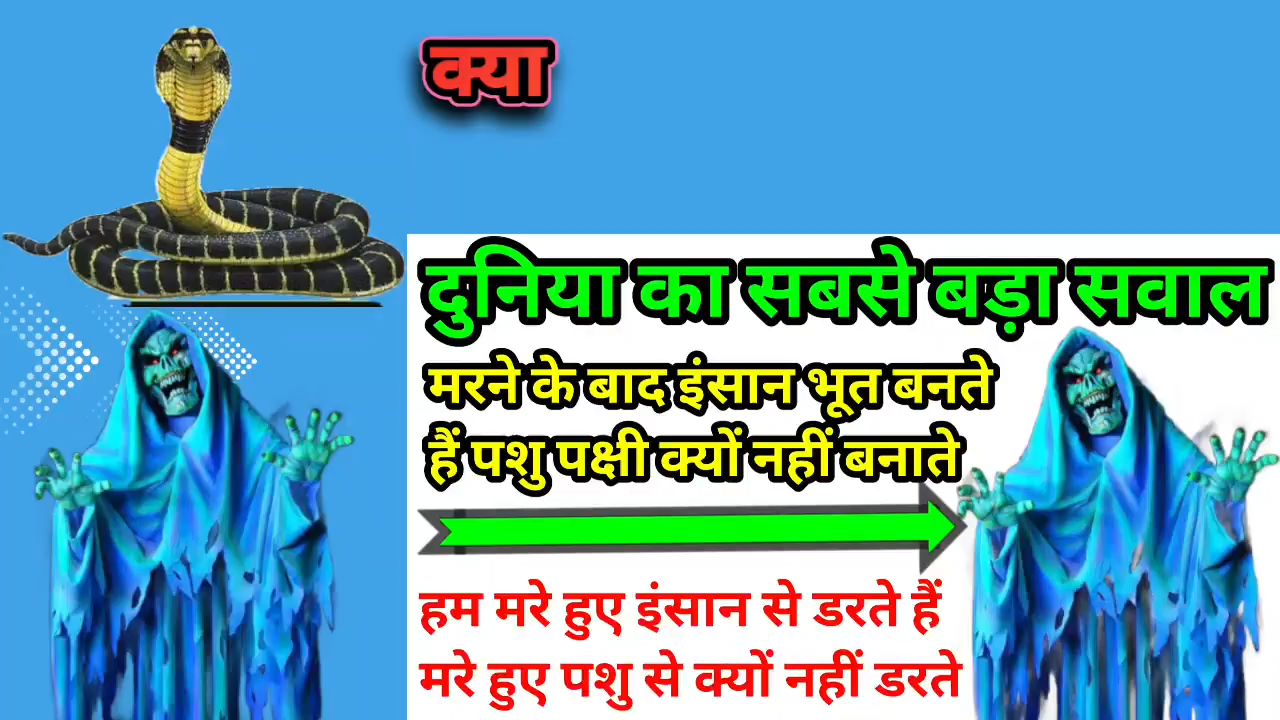 क्या
दुनिया का सबसे बड़ा सवाल
मरने के बाद इंसान भूत बनते
हैं पशु पक्षी क्यों नहीं बनाते
हम मरे हुए इंसान से डरते हैं
मरे हुए पशु से क्यों नहीं डरते